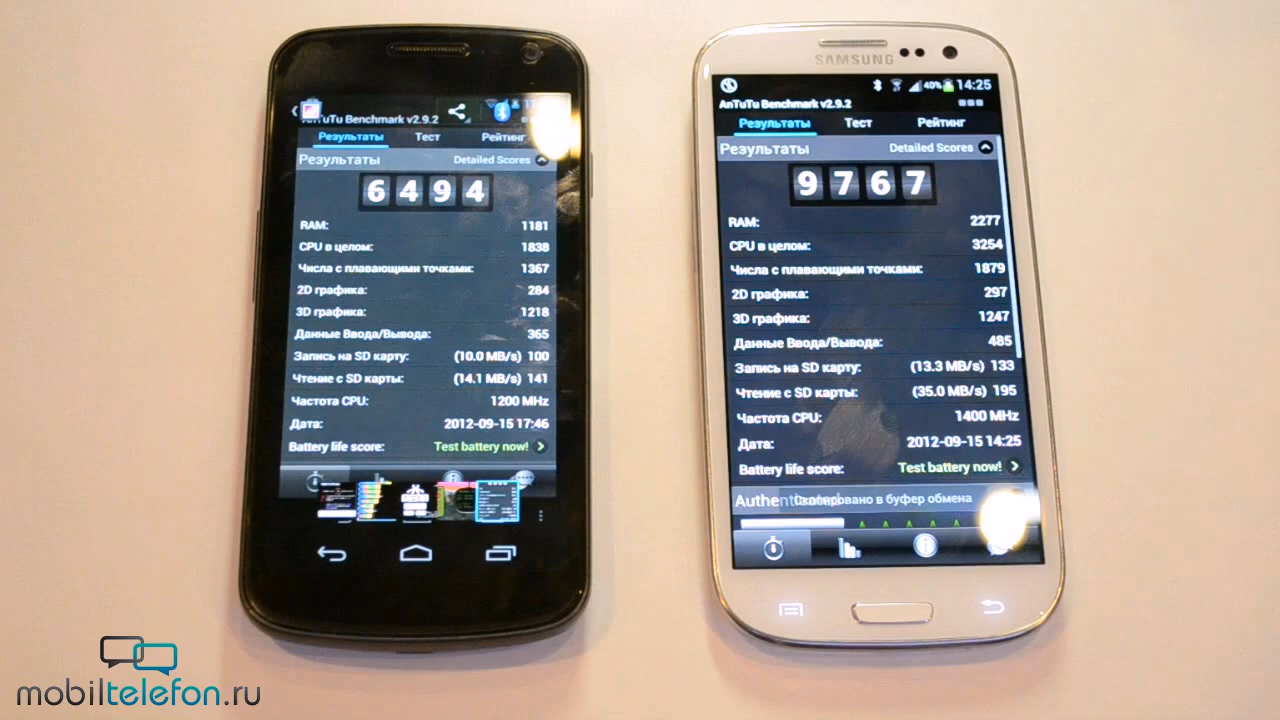 AnTuTu Benchmark v2.9.2
Результаты Тест Рейтинг
Результаты Detailed Scores
6494
RAM: 1181
CPU в целом: 1838
Числа с плавающими точками: 1367
2D графика: 284
3D графика: 1218
Данные Ввода/Вывода: 365
Запись на SD карту: (10.0 MB/s) 100
Чтение с SD карты: (14.1 MB/s) 141
Частота CPU: 1200 MHz
Дата: 2012-09-15 17:46
Battery life score: Test battery now!
SAMSUNG
40% 14:25
AnTuTu Benchmark v2.9.2
Результаты Тест Рейтинг
Результаты Detailed Scores
9767
RAM: 2277
CPU в целом: 3254
Числа с плавающими точками: 1879
2D графика: 297
3D графика: 1247
Данные Ввода/Вывода: 485
Запись на SD карту: (13.3 MB/s) 133
Чтение с SD карты: (35.0 MB/s) 195
Частота CPU: 1400 MHz
Дата: 2012-09-15 14:25
Battery life score: Test battery now!
в буфер обмена
mobiltelefon.ru